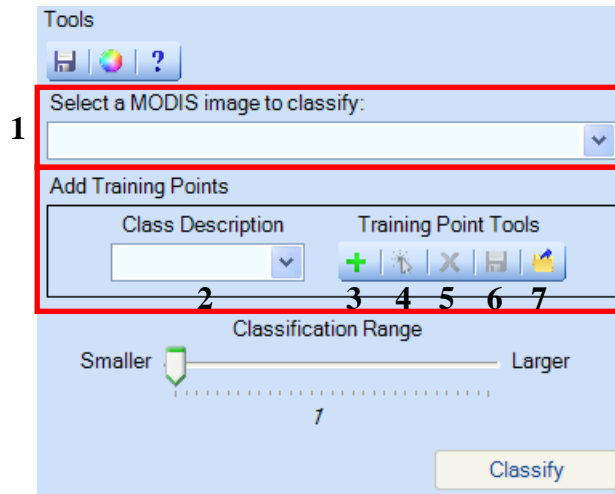 Tools
?
1
Select a MODIS image to classify:
Add Training Points
Class Description Training Point Tools
2 3 4 5 6 7
Classification Range
Smaller Larger
1
Classify